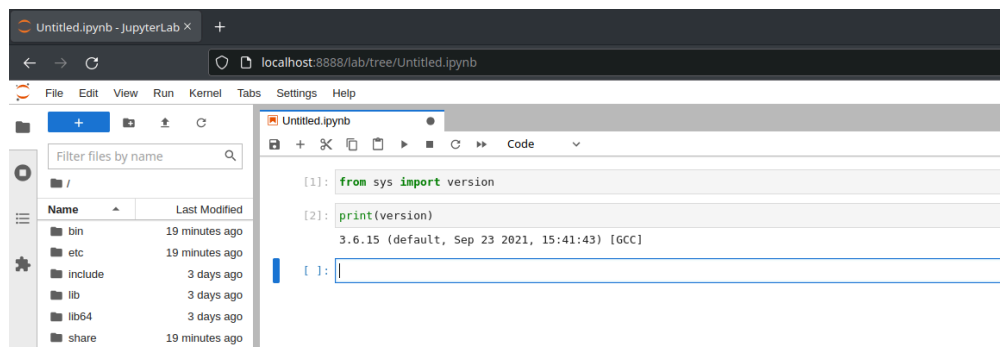 Untitled.ipynb - JupyterLab × +
localhost:8888/lab/tree/Untitled.ipynb
File Edit View Run Kernel Tabs Settings Help
+
Filter files by name
/
Name Last Modified
bin 19 minutes ago
etc 19 minutes ago
include 3 days ago
lib 3 days ago
lib64 3 days ago
share 19 minutes ago
Untitled.ipynb
Code
[1]: from sys import version
[2]: print(version)
3.6.15 (default, Sep 23 2021, 15:41:43) [GCC]
[ ]: